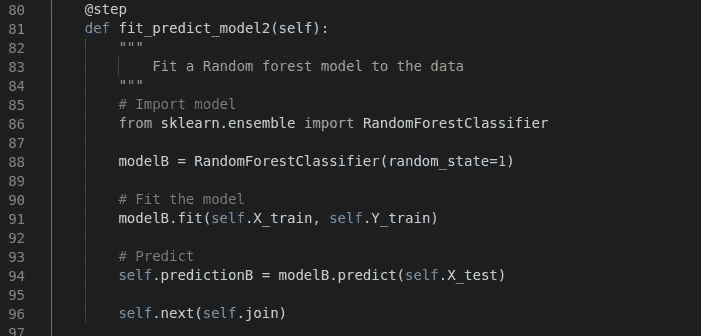 80 @step
81 def fit_predict_model2(self):
82 """
83 Fit a Random forest model to the data
84 """
85 # Import model
86 from sklearn.ensemble import RandomForestClassifier
87
88 modelB = RandomForestClassifier(random_state=1)
89
90 # Fit the model
91 modelB.fit(self.X_train, self.Y_train)
92
93 # Predict
94 self.predictionB = modelB.predict(self.X_test)
95
96 self.next(self.join)
97